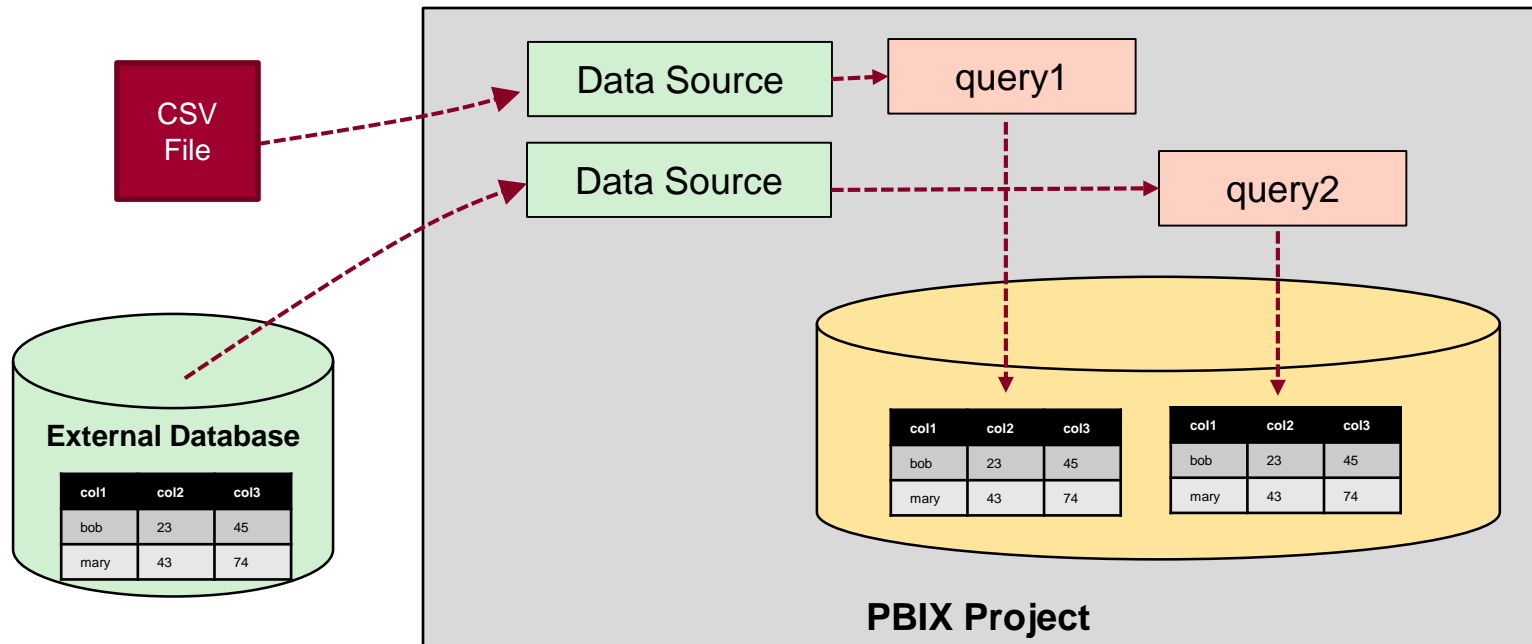 CSV
File
Data Source
query1
Data Source
query2
External Database
col1 col2 col3
bob 23 45
mary 43 74
col1 col2 col3
bob 23 45
mary 43 74
col1 col2 col3
bob 23 45
mary 43 74
PBIX Project